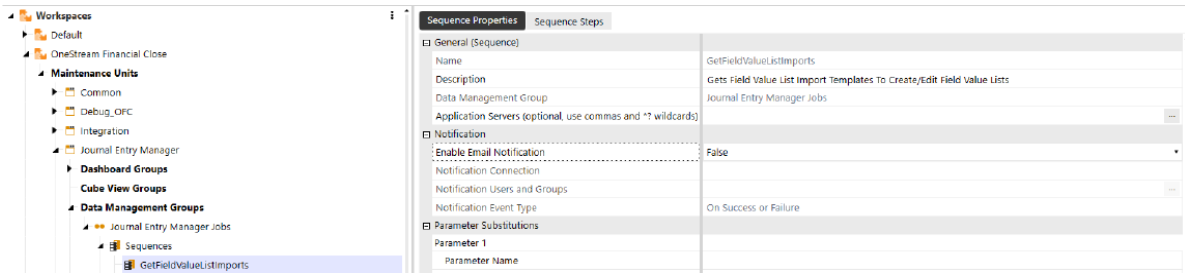 Workspaces
Default
OneStream Financial Close
Maintenance Units
Common
Debug_OFC
Integration
Journal Entry Manager
Dashboard Groups
Cube View Groups
Data Management Groups
Journal Entry Manager Jobs
Sequences
GetFieldValueListImports
Sequence Properties Sequence Steps
General (Sequence)
Name GetFieldValueListImports
Description Gets Field Value List Import Templates To Create/Edit Field Value Lists
Data Management Group Journal Entry Manager Jobs
Application Servers (optional, use commas and *? wildcards) ...
Notification
Enable Email Notification False
Notification Connection
Notification Users and Groups ...
Notification Event Type On Success or Failure
Parameter Substitutions
Parameter 1
Parameter Name